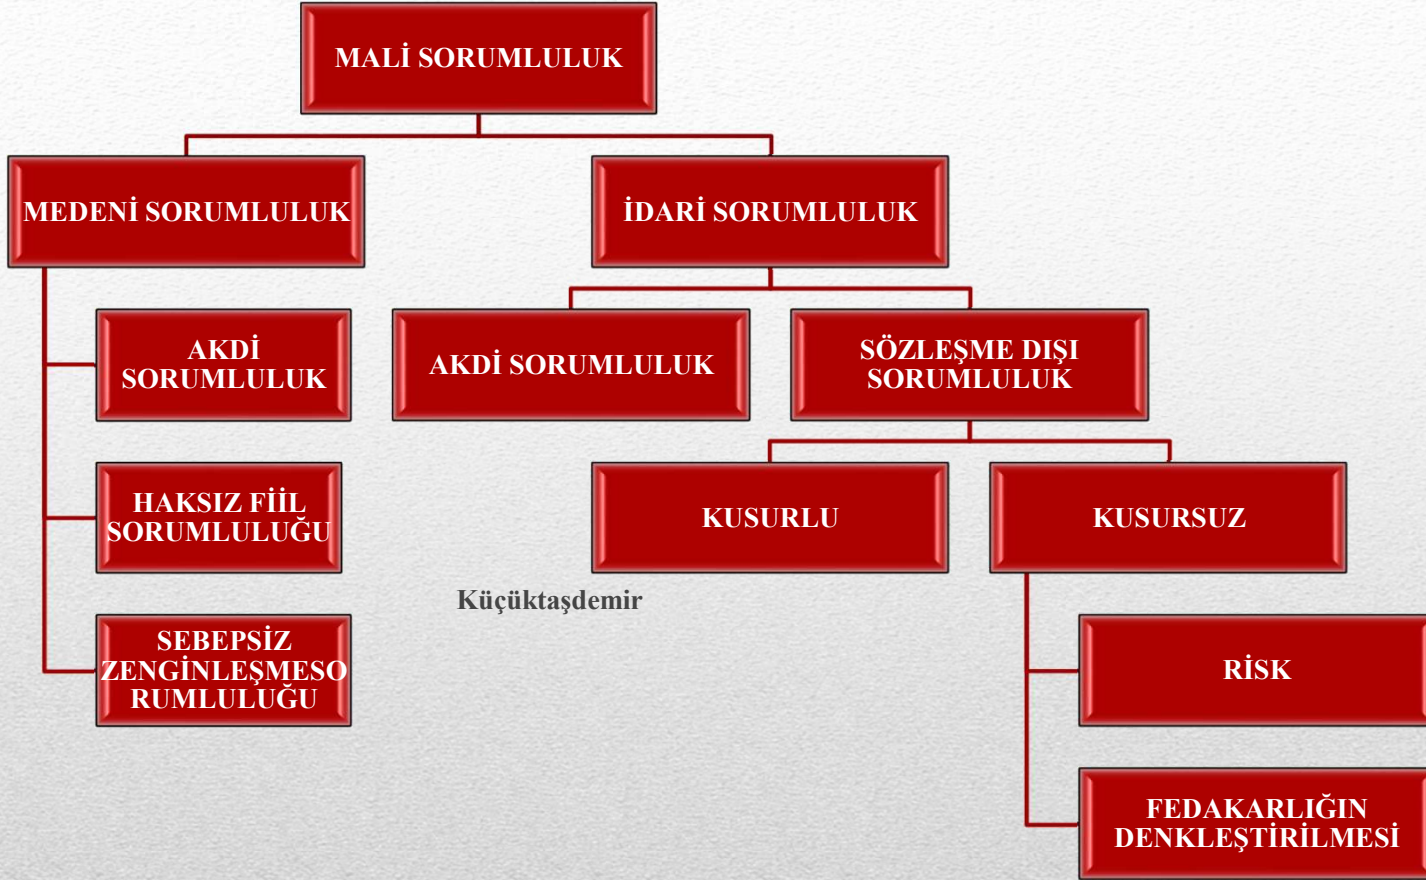 MALİ SORUMLULUK
MEDENİ SORUMLULUK
İDARİ SORUMLULUK
AKDİ
SORUMLULUK
AKDİ SORUMLULUK
SÖZLEŞME DIŞI
SORUMLULUK
HAKSIZ FİİL
SORUMLULUĞU
KUSURLU
KUSURSUZ
Küçüktaşdemir
SEBEPSİZ
ZENGİNLEŞMESO
RUMLULUĞU
RİSK
FEDAKARLIĞIN
DENKLEŞTİRİLMESİ